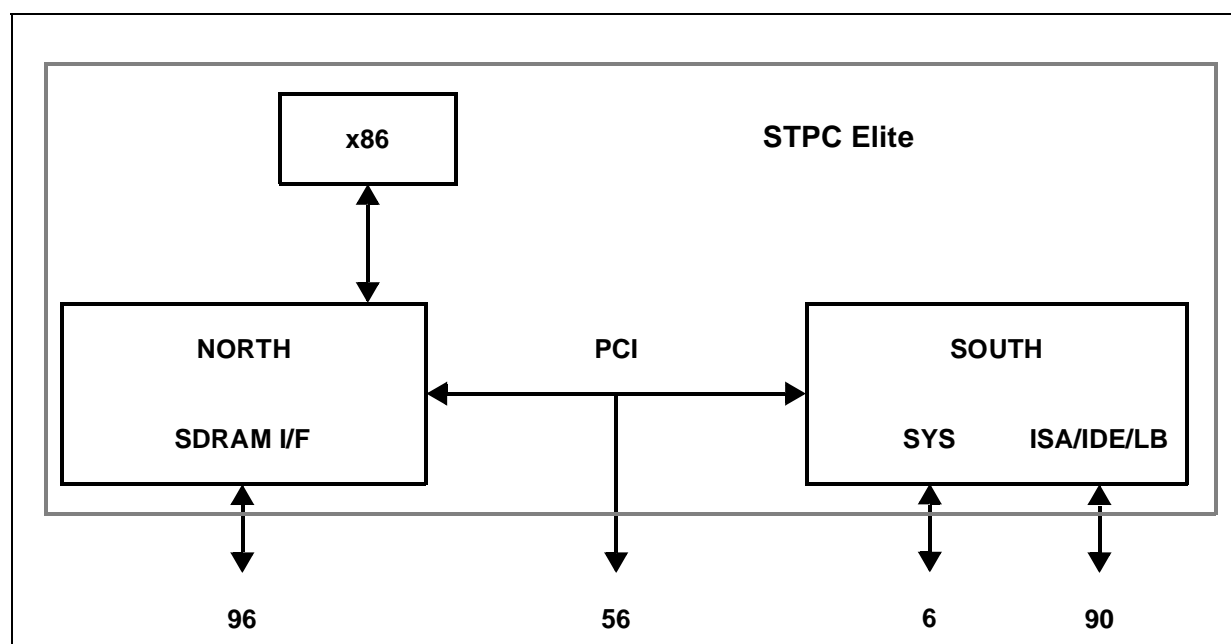 x86
STPC Elite
NORTH
PCI
SOUTH
SDRAM I/F
SYS
ISA/IDE/LB
96
56
6
90